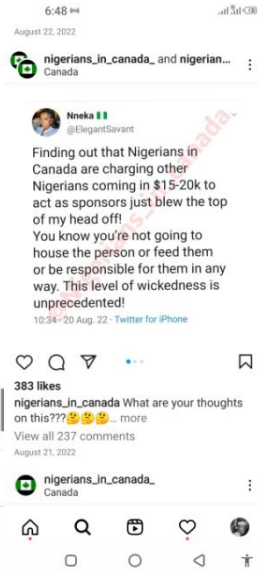 6:48
August 22, 2022
nigerians_in_canada_ and nigerian...
Canada
Nneka
@ElegantSavant
Finding out that Nigerians in
Canada are charging other
Nigerians coming in $15-20k to
act as sponsors just blew the top
of my head off!
You know you're not going to
house the person or feed them
or be responsible for them in any
way. This level of wickedness is
unprecedented!
10:34 · 20 Aug. 22 · Twitter for iPhone
383 likes
nigerians_in_canada What are your thoughts
on this???🤔🤔🤔... more
View all 237 comments
August 21, 2022
nigerians_in_canada_
Canada